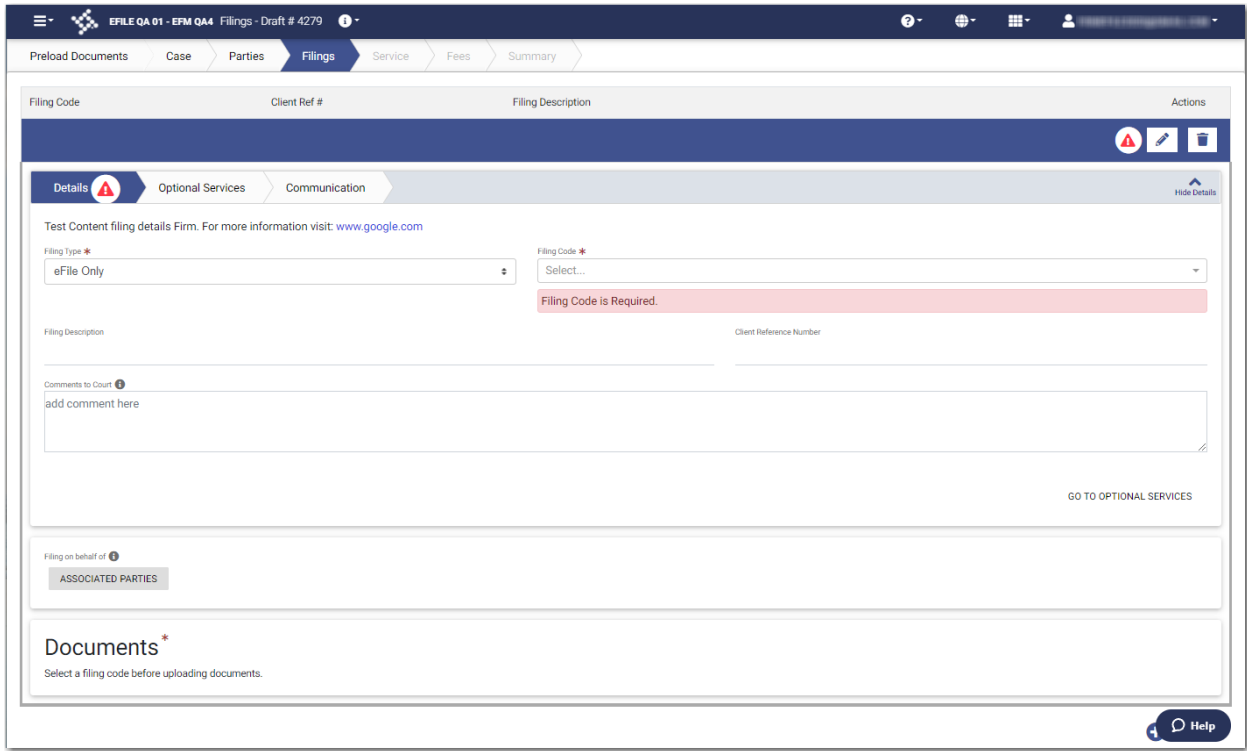 EFILE QA 01 - EFM QA4 Filings - Draft # 4279
Preload Documents Case Parties Filings Service Fees Summary
Filing Code Client Ref # Filing Description Actions
Details Optional Services Communication Hide Details
Test Content filing details Firm. For more information visit: www.google.com
Filing Type * Filing Code *
eFile Only Select...
Filing Code is Required.
Filing Description Client Reference Number
Comments to Court
add comment here
GO TO OPTIONAL SERVICES
Filing on behalf of
ASSOCIATED PARTIES
Documents *
Select a filing code before uploading documents.
Help